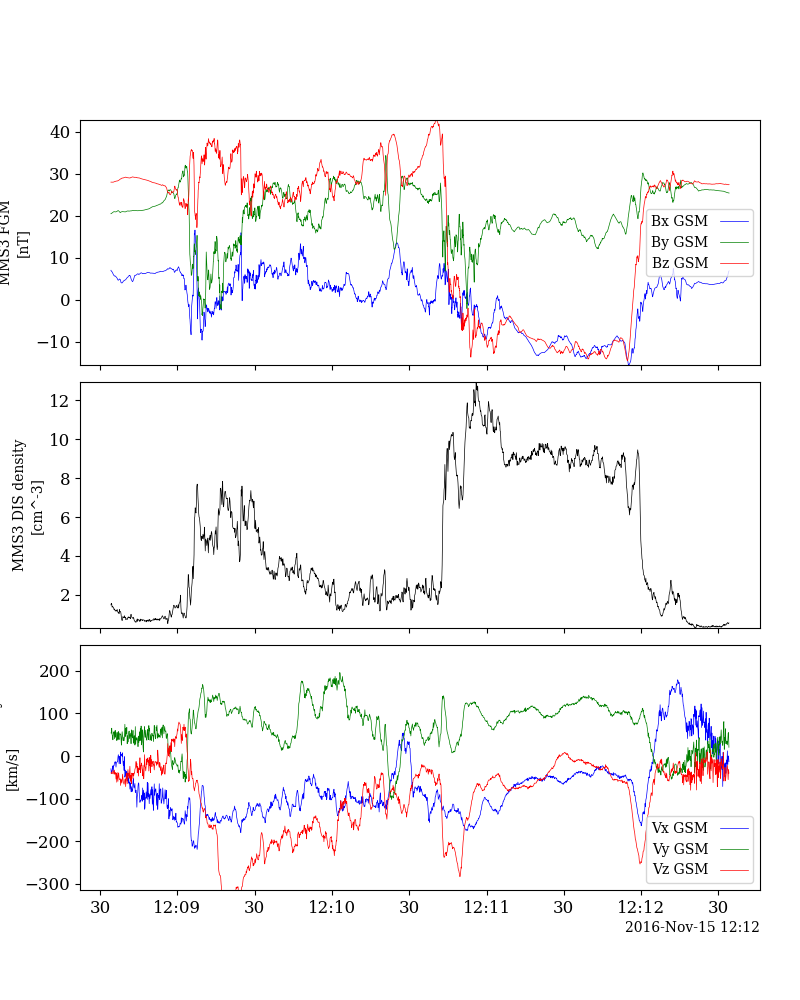 40
30
20
10
0
−10
MMS3 FGM
[nT]
Bx GSM
By GSM
Bz GSM
12
10
8
6
4
2
MMS3 DIS density
[cm^-3]
200
100
0
−100
−200
−300
[km/s]
Vx GSM
Vy GSM
Vz GSM
30 12:09 30 12:10 30 12:11 30 12:12 30
2016-Nov-15 12:12